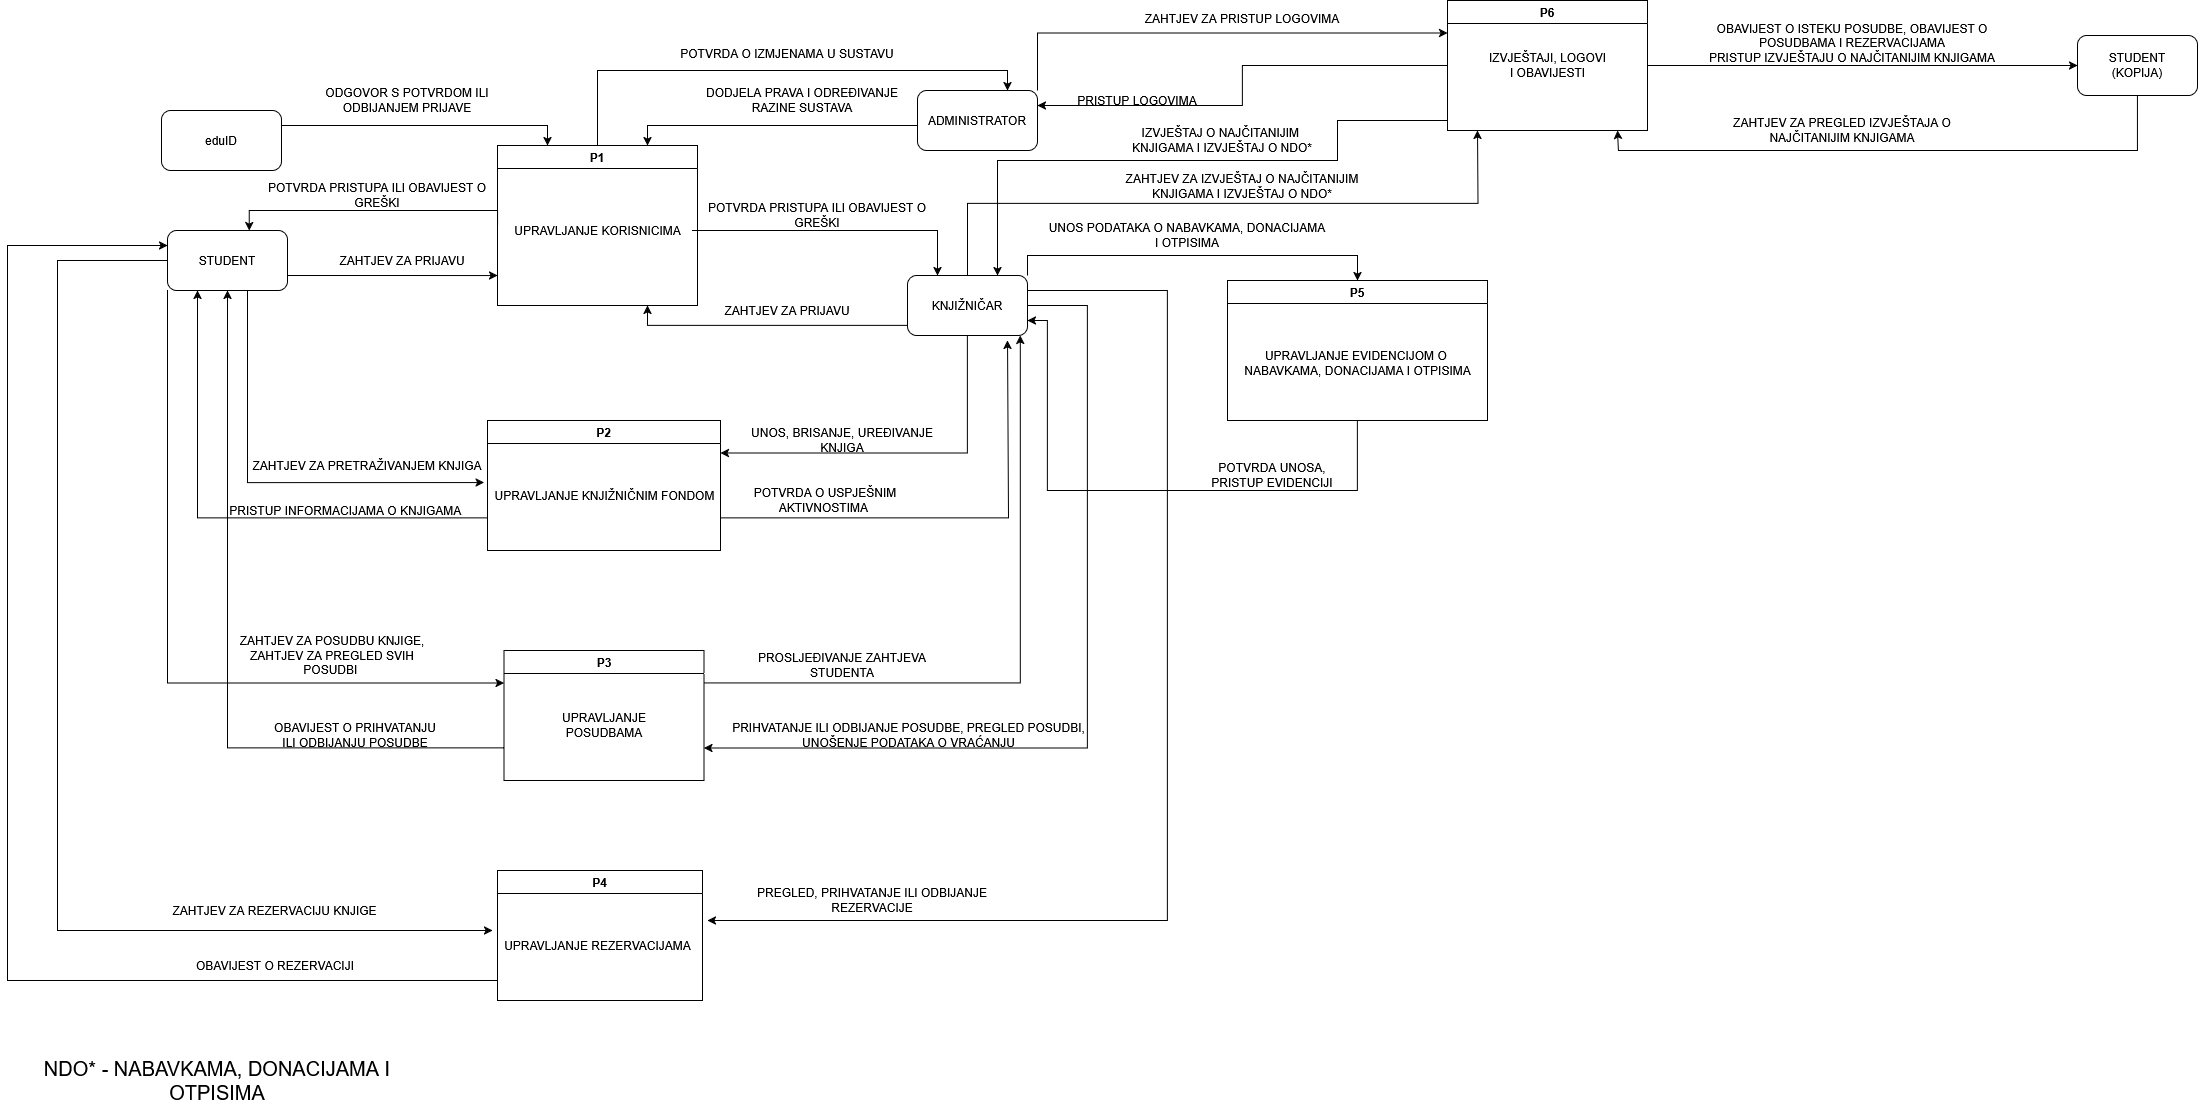 ZAHTJEV ZA PRISTUP LOGOVIMA
P6
IZVJEŠTAJI, LOGOVI
I OBAVIJESTI
OBAVIJEST O ISTEKU POSUDBE, OBAVIJEST O
POSUDBAMA I REZERVACIJAMA
PRISTUP IZVJEŠTAJU O NAJČITANIM KNJIGAMA
STUDENT
(KOPIJA)
POTVRDA O IZMJENAMA U SUSTAVU
ODGOVOR S POTVRDOM ILI
ODBIJANJEM PRIJAVE
DODJELA PRAVA I ODREĐIVANJE
RAZINE SUSTAVA
ADMINISTRATOR
PRISTUP LOGOVIMA
eduID
IZVJEŠTAJ O NAJČITANIJIM
KNJIGAMA I IZVJEŠTAJ O NDO*
ZAHTJEV ZA PREGLED IZVJEŠTAJA O
NAJČITANIJIM KNJIGAMA
P1
UPRAVLJANJE KORISNICIMA
POTVRDA PRISTUPA ILI OBAVIJEST O
GREŠKI
ZAHTJEV ZA IZVJEŠTAJ O NAJČITANIJIM
KNJIGAMA I IZVJEŠTAJ O NDO*
POTVRDA PRISTUPA ILI OBAVIJEST O
GREŠKI
UNOS PODATAKA O NABAVKAMA, DONACIJAMA
I OTPISIMA
STUDENT
ZAHTJEV ZA PRIJAVU
ZAHTJEV ZA PRIJAVU
KNJIŽNIČAR
P5
UPRAVLJANJE EVIDENCIJOM O
NABAVKAMA, DONACIJAMA I OTPISIMA
P2
UPRAVLJANJE KNJIŽNIČNIM FONDOM
UNOS, BRISANJE, UREĐIVANJE
KNJIGA
ZAHTJEV ZA PRETRAŽIVANJEM KNJIGA
PRISTUP INFORMACIJAMA O KNJIGAMA
POTVRDA O USPJEŠNIM
AKTIVNOSTIMA
POTVRDA UNOSA,
PRISTUP EVIDENCIJI
ZAHTJEV ZA POSUDBU KNJIGE,
ZAHTJEV ZA PREGLED SVIH
POSUDBI
P3
UPRAVLJANJE
POSUDBAMA
PROSLJEĐIVANJE ZAHTJEVA
STUDENTA
OBAVIJEST O PRIHVATANJU
ILI ODBIJANJU POSUDBE
PRIHVATANJE ILI ODBIJANJE POSUDBE, PREGLED POSUDBI,
UNOŠENJE PODATAKA O VRAĆANJU
P4
UPRAVLJANJE REZERVACIJAMA
ZAHTJEV ZA REZERVACIJU KNJIGE
PREGLED, PRIHVATANJE ILI ODBIJANJE
REZERVACIJE
OBAVIJEST O REZERVACIJI
NDO* - NABAVKAMA, DONACIJAMA I
OTPISIMA